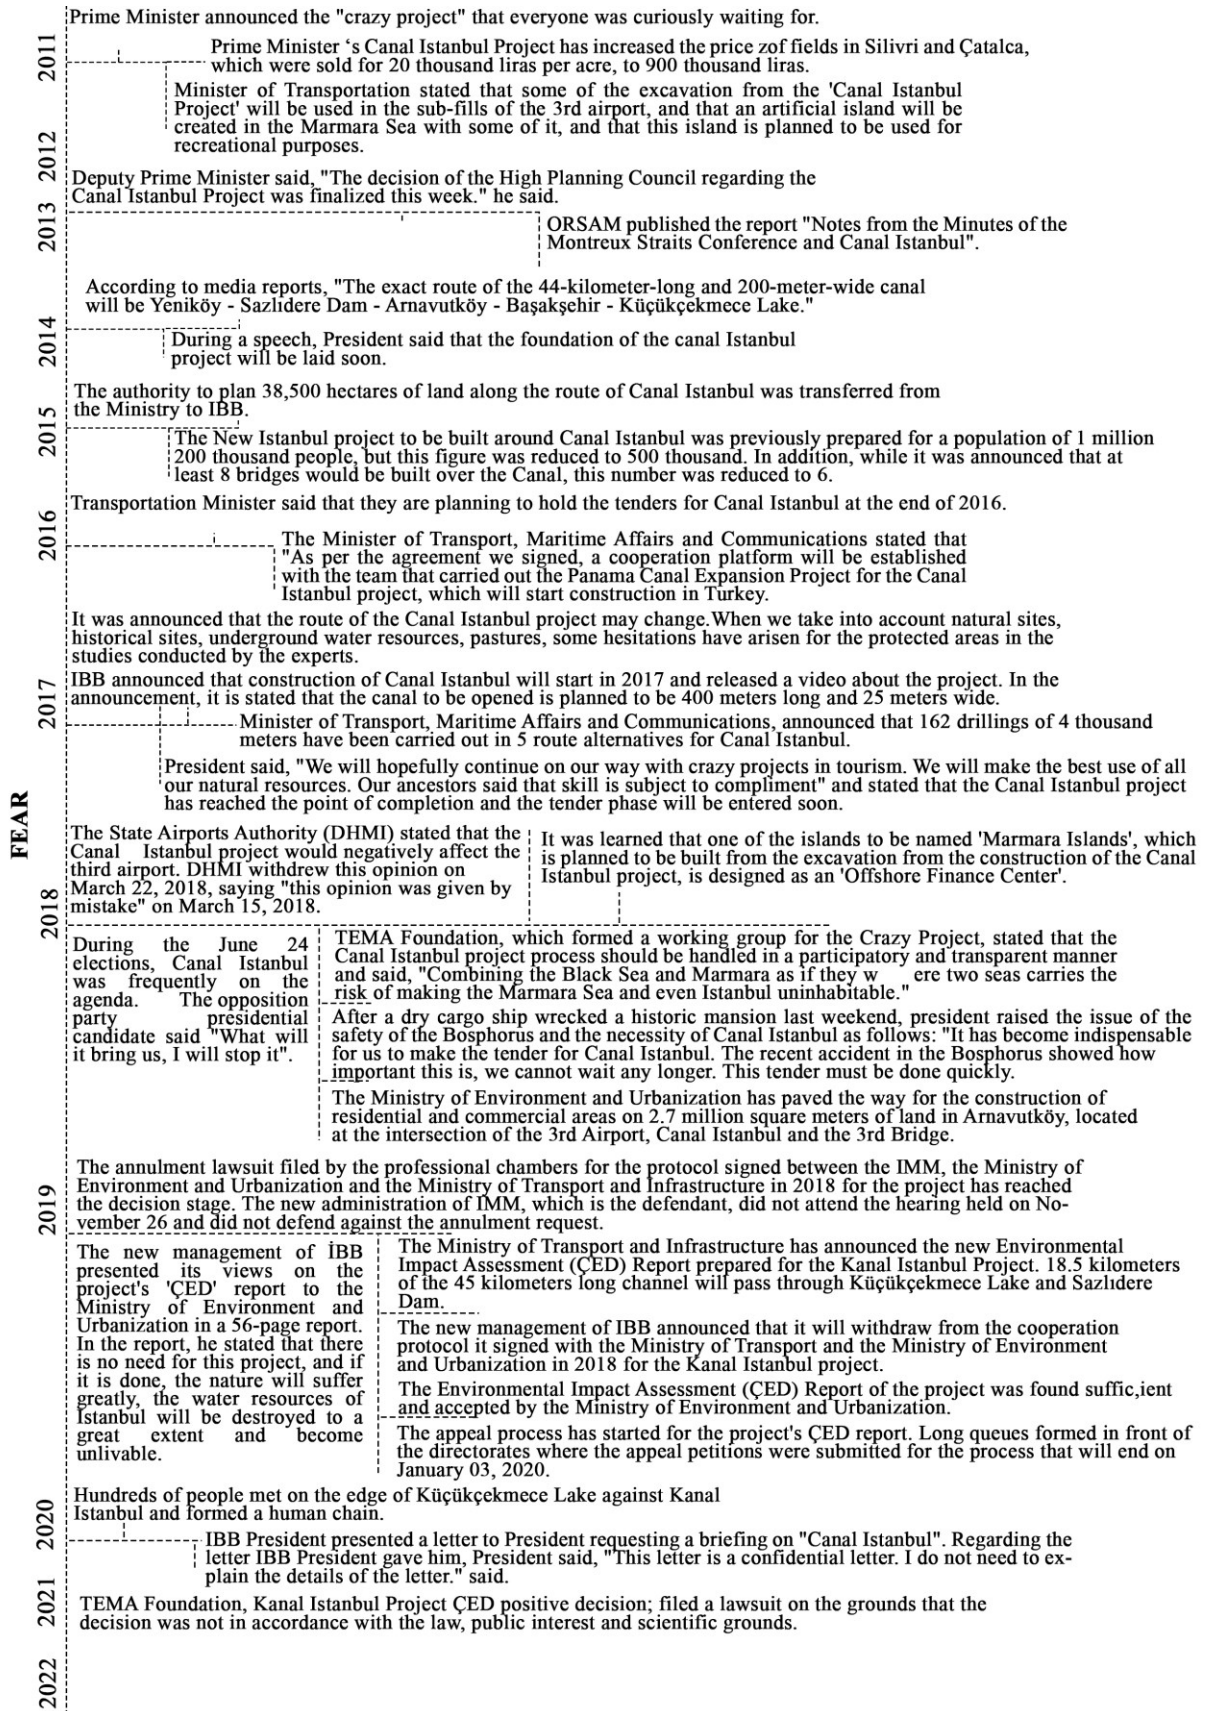 Prime Minister announced the "crazy project" that everyone was curiously waiting for.
2011
Prime Minister ‘s Canal Istanbul Project has increased the price zof fields in Silivri and Çatalca,
which were sold for 20 thousand liras per acre, to 900 thousand liras.
Minister of Transportation stated that some of the excavation from the 'Canal Istanbul
Project' will be used in the sub-fills of the 3rd airport, and that an artificial island will be
created in the Marmara Sea with some of it, and that this island is planned to be used for
recreational purposes.
2012
Deputy Prime Minister said, "The decision of the High Planning Council regarding the
Canal Istanbul Project was finalized this week." he said.
2013
ORSAM published the report "Notes from the Minutes of the
Montreux Straits Conference and Canal Istanbul".
According to media reports, "The exact route of the 44-kilometer-long and 200-meter-wide canal
will be Yeniköy - Sazlıdere Dam - Arnavutköy - Başakşehir - Küçükçekmece Lake."
2014
During a speech, President said that the foundation of the canal Istanbul
project will be laid soon.
The authority to plan 38,500 hectares of land along the route of Canal Istanbul was transferred from
the Ministry to IBB.
2015
The New Istanbul project to be built around Canal Istanbul was previously prepared for a population of 1 million
200 thousand people, but this figure was reduced to 500 thousand. In addition, while it was announced that at
least 8 bridges would be built over the Canal, this number was reduced to 6.
Transportation Minister said that they are planning to hold the tenders for Canal Istanbul at the end of 2016.
2016
The Minister of Transport, Maritime Affairs and Communications stated that
"As per the agreement we signed, a cooperation platform will be established
with the team that carried out the Panama Canal Expansion Project for the Canal
Istanbul project, which will start construction in Turkey.
It was announced that the route of the Canal Istanbul project may change.When we take into account natural sites,
historical sites, underground water resources, pastures, some hesitations have arisen for the protected areas in the
studies conducted by the experts.
IBB announced that construction of Canal Istanbul will start in 2017 and released a video about the project. In the
announcement, it is stated that the canal to be opened is planned to be 400 meters long and 25 meters wide.
2017
Minister of Transport, Maritime Affairs and Communications, announced that 162 drillings of 4 thousand
meters have been carried out in 5 route alternatives for Canal Istanbul.
President said, "We will hopefully continue on our way with crazy projects in tourism. We will make the best use of all
our natural resources. Our ancestors said that skill is subject to compliment" and stated that the Canal Istanbul project
has reached the point of completion and the tender phase will be entered soon.
FEAR
The State Airports Authority (DHMI) stated that the
Canal Istanbul project would negatively affect the
third airport. DHMI withdrew this opinion on
March 22, 2018, saying "this opinion was given by
mistake" on March 15, 2018.
It was learned that one of the islands to be named 'Marmara Islands', which
is planned to be built from the excavation from the construction of the Canal
Istanbul project, is designed as an 'Offshore Finance Center'.
2018
During the June 24
elections, Canal Istanbul
was frequently on the
agenda. The opposition
party presidential
candidate said "What will
it bring us, I will stop it".
TEMA Foundation, which formed a working group for the Crazy Project, stated that the
Canal Istanbul project process should be handled in a participatory and transparent manner
and said, "Combining the Black Sea and Marmara as if they w ere two seas carries the
risk of making the Marmara Sea and even Istanbul uninhabitable."
After a dry cargo ship wrecked a historic mansion last weekend, president raised the issue of the
safety of the Bosphorus and the necessity of Canal Istanbul as follows: "It has become indispensable
for us to make the tender for Canal Istanbul. The recent accident in the Bosphorus showed how
important this is, we cannot wait any longer. This tender must be done quickly.
The Ministry of Environment and Urbanization has paved the way for the construction of
residential and commercial areas on 2.7 million square meters of land in Arnavutköy, located
at the intersection of the 3rd Airport, Canal Istanbul and the 3rd Bridge.
2019
The annulment lawsuit filed by the professional chambers for the protocol signed between the IMM, the Ministry of
Environment and Urbanization and the Ministry of Transport and Infrastructure in 2018 for the project has reached
the decision stage. The new administration of IMM, which is the defendant, did not attend the hearing held on No-
vember 26 and did not defend against the annulment request.
The new management of İBB
presented its views on the
project's 'ÇED' report to the
Ministry of Environment and
Urbanization in a 56-page report.
In the report, he stated that there
is no need for this project, and if
it is done, the nature will suffer
greatly, the water resources of
Istanbul will be destroyed to a
great extent and become
unlivable.
The Ministry of Transport and Infrastructure has announced the new Environmental
Impact Assessment (ÇED) Report prepared for the Kanal Istanbul Project. 18.5 kilometers
of the 45 kilometers long channel will pass through Küçükçekmece Lake and Sazlıdere
Dam.
The new management of IBB announced that it will withdraw from the cooperation
protocol it signed with the Ministry of Transport and the Ministry of Environment
and Urbanization in 2018 for the Kanal Istanbul project.
The Environmental Impact Assessment (ÇED) Report of the project was found suffic,ient
and accepted by the Ministry of Environment and Urbanization.
The appeal process has started for the project's ÇED report. Long queues formed in front of
the directorates where the appeal petitions were submitted for the process that will end on
January 03, 2020.
2020
Hundreds of people met on the edge of Küçükçekmece Lake against Kanal
Istanbul and formed a human chain.
IBB President presented a letter to President requesting a briefing on "Canal Istanbul". Regarding the
letter IBB President gave him, President said, "This letter is a confidential letter. I do not need to ex-
plain the details of the letter." said.
2021
TEMA Foundation, Kanal Istanbul Project ÇED positive decision; filed a lawsuit on the grounds that the
decision was not in accordance with the law, public interest and scientific grounds.
2022